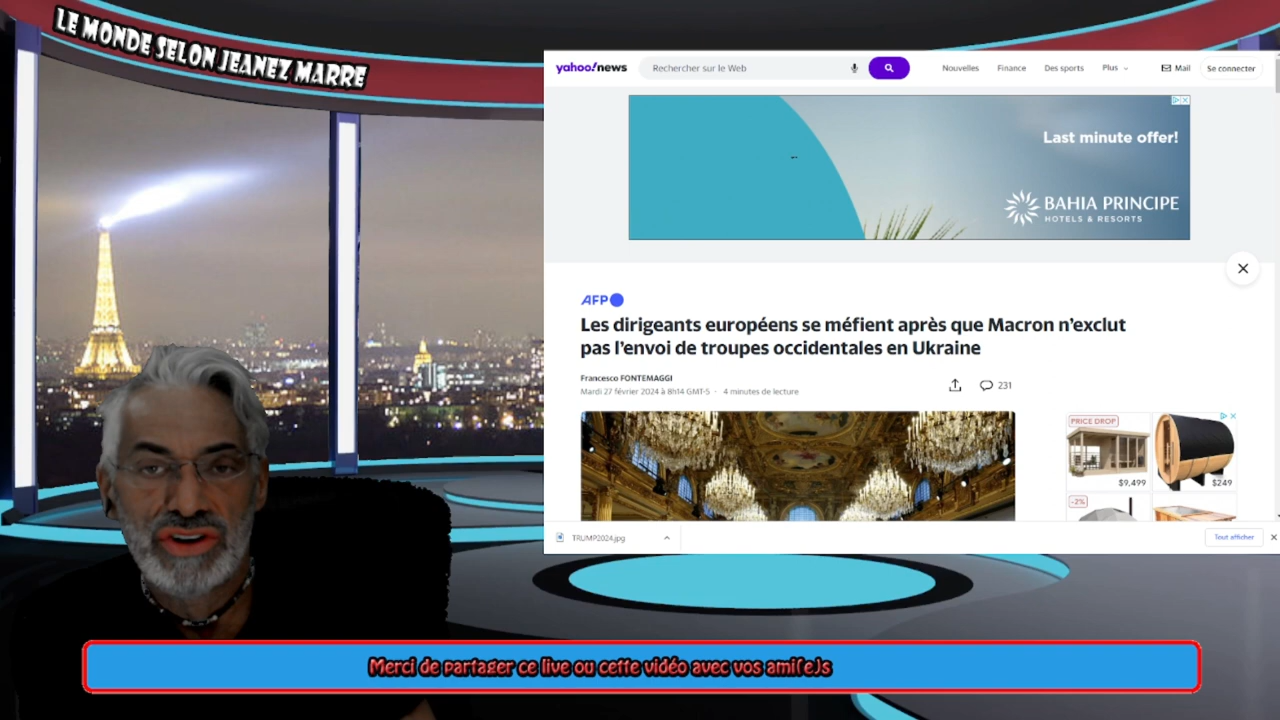 LE MONDE SELON JEANEZ MARRE
yahoo!news
Rechercher sur le Web
Nouvelles
Finance
Des sports
Plus
Mail
Se connecter
Last minute offer!
BAHIA PRINCIPE
HOTELS & RESORTS
AFP
Les dirigeants européens se méfient après que Macron n’exclut
pas l’envoi de troupes occidentales en Ukraine
Francesco FONTEMAGGI
Mardi 27 février 2024 à 8h14 GMT-5 · 4 minutes de lecture
231
PRICE DROP
$9,499
$249
-2%
TRUMP2024.jpg
Tout afficher
Merci de partager ce live ou cette vidéo avec vos ami(e)s